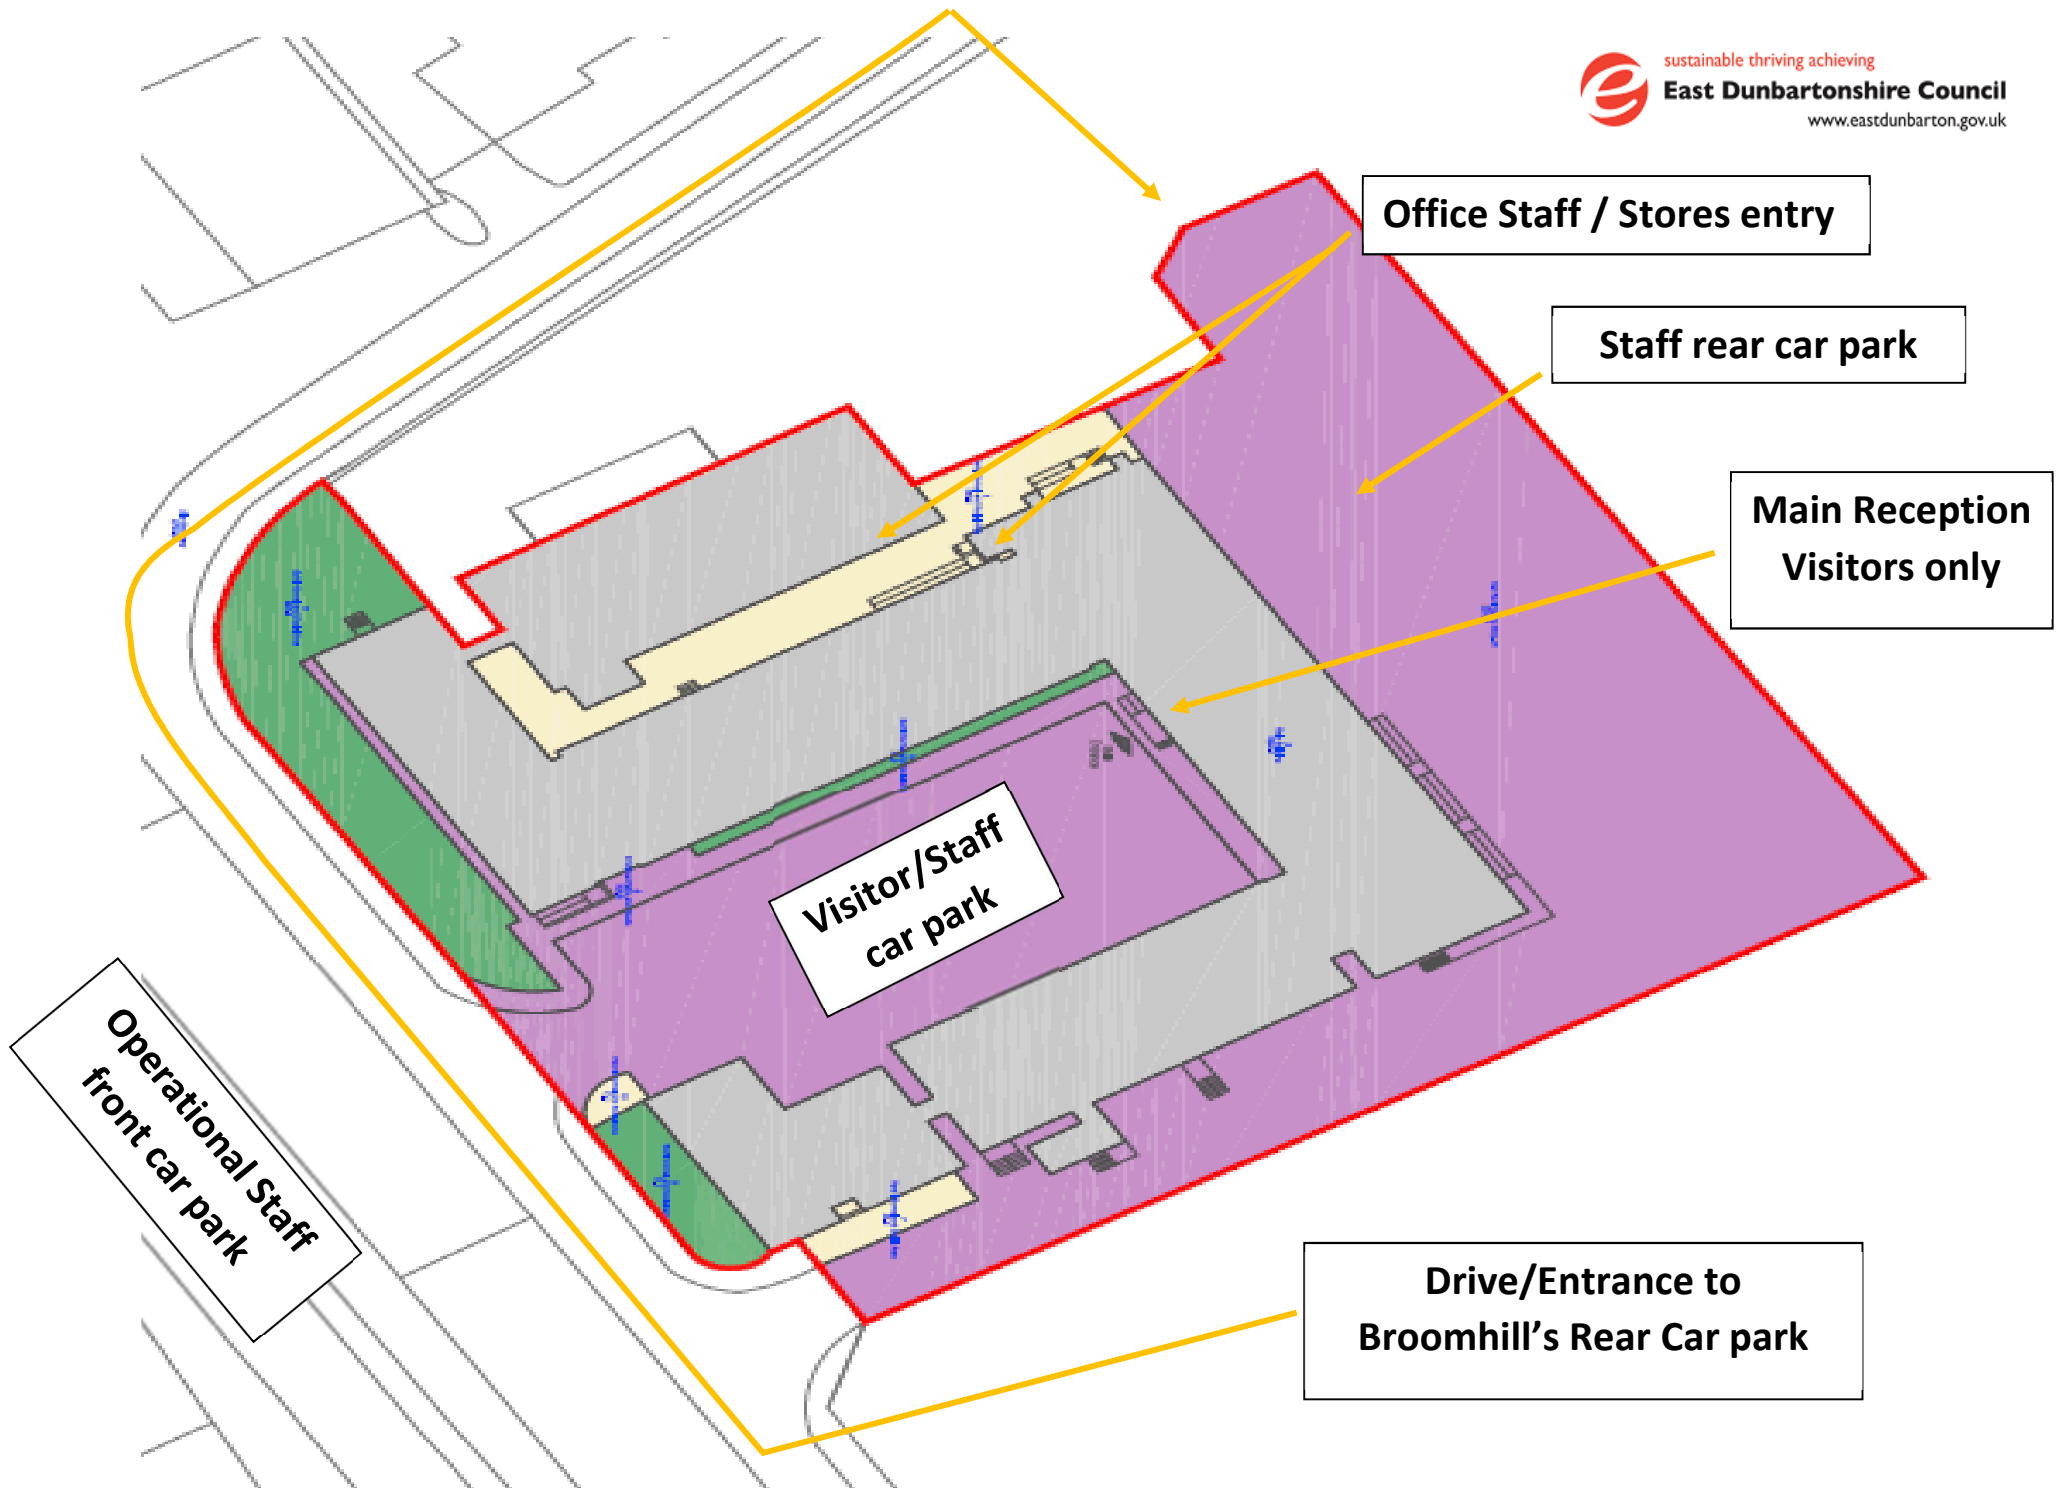 sustainable thriving achieving
East Dunbartonshire Council
www.eastdunbarton.gov.uk
Office Staff / Stores entry
Staff rear car park
Main Reception
Visitors only
Visitor/Staff
car park
Operational Staff
front car park
Drive/Entrance to
Broomhill’s Rear Car park